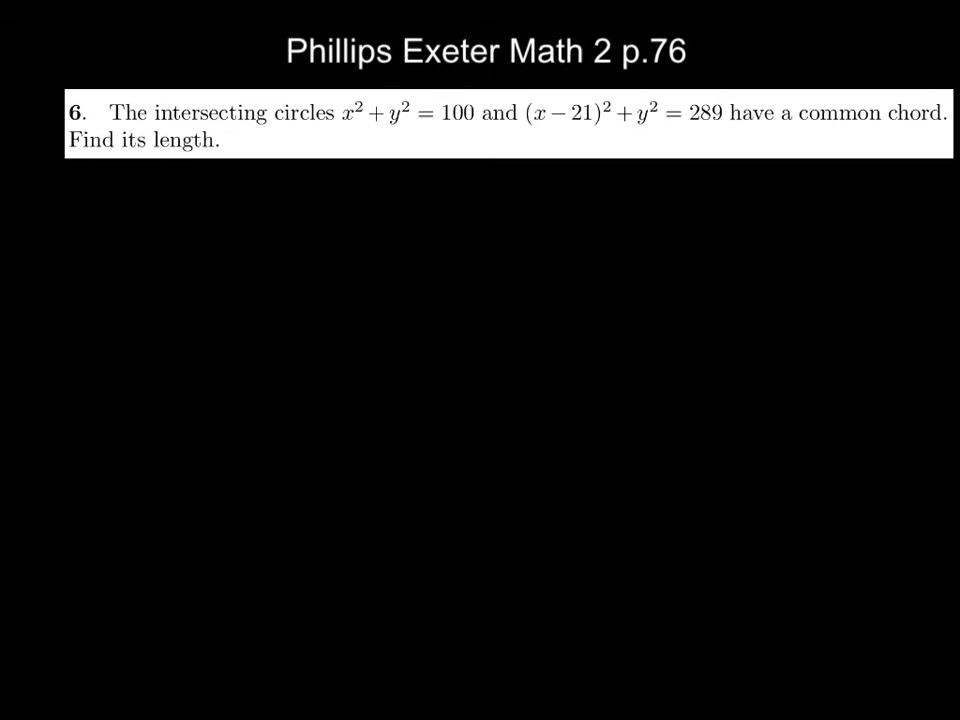 Phillips Exeter Math 2 p.76
6. The intersecting circles x² + y² = 100 and (x − 21)² + y² = 289 have a common chord.
Find its length.